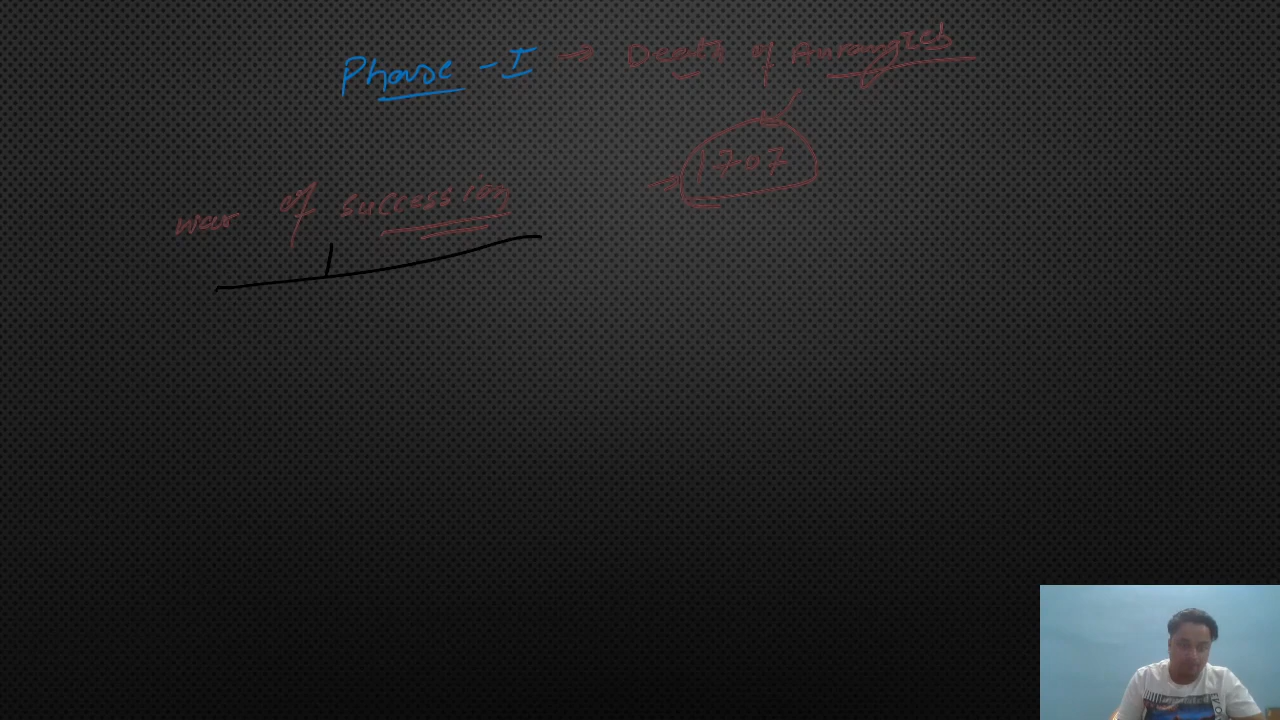 Phase - I → Death of Aurangzeb
1707
war of succession